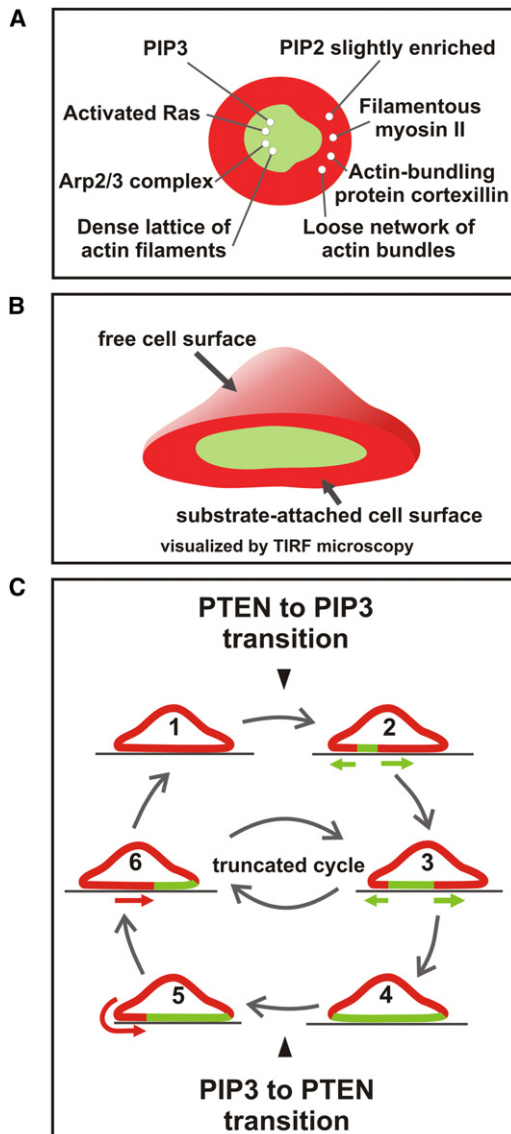 A
PIP3
PIP2 slightly enriched
Activated Ras
Filamentous
myosin II
Arp2/3 complex
Actin-bundling
protein cortexillin
Dense lattice of
actin filaments
Loose network of
actin bundles
B
free cell surface
substrate-attached cell surface
visualized by TIRF microscopy
C
PTEN to PIP3
transition
1
2
6
truncated cycle
3
5
4
PIP3 to PTEN
transition